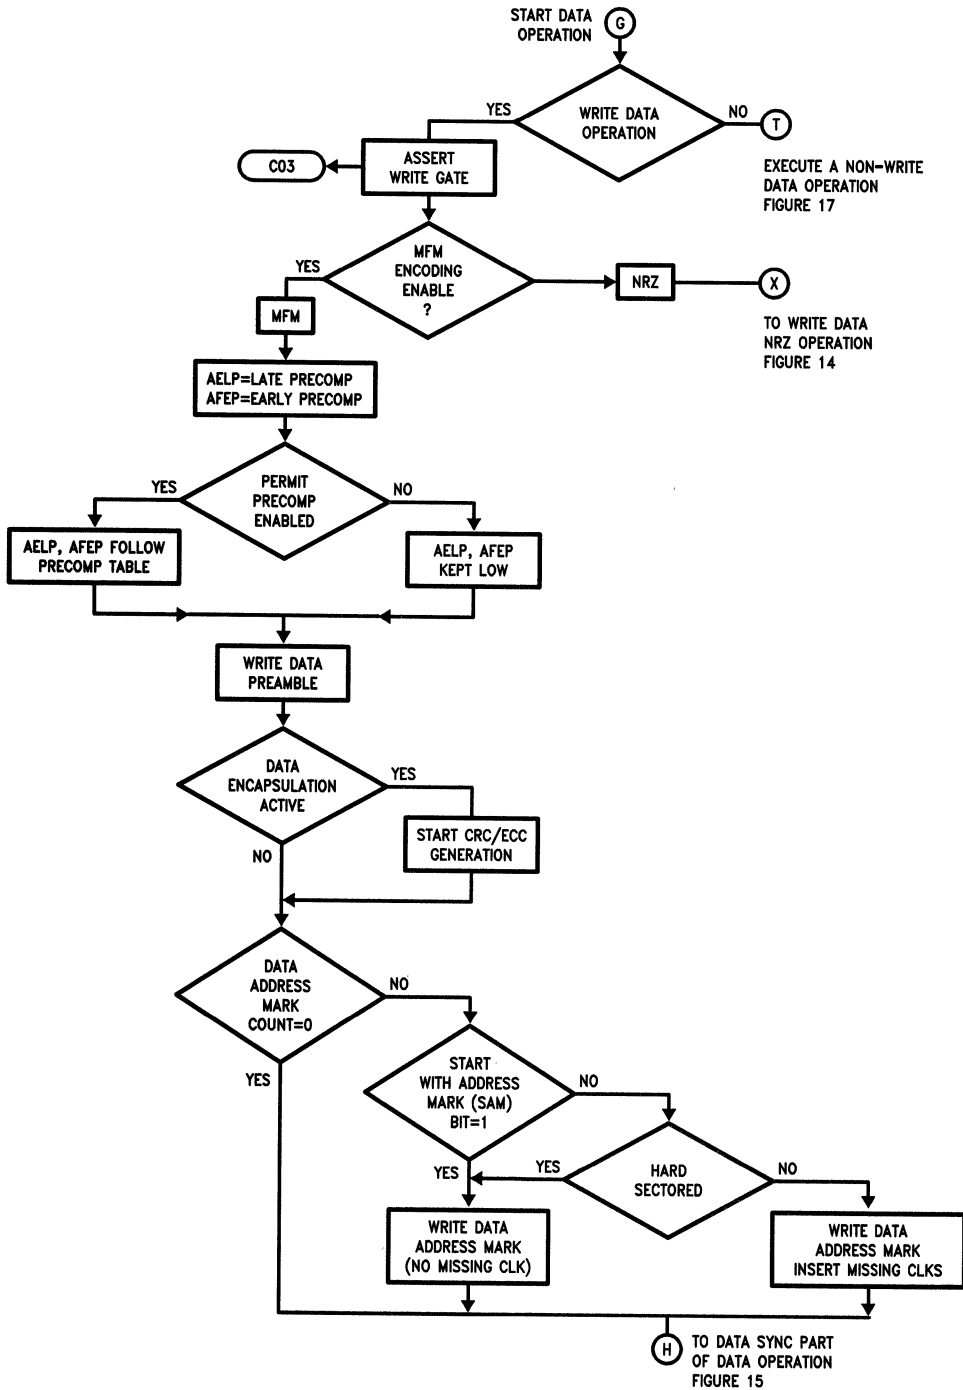 START DATA
OPERATION
G
WRITE DATA
OPERATION
YES
NO
T
EXECUTE A NON-WRITE
DATA OPERATION
FIGURE 17
ASSERT
WRITE GATE
C03
MFM
ENCODING
ENABLE
?
YES
NRZ
X
TO WRITE DATA
NRZ OPERATION
FIGURE 14
MFM
AELP=LATE PRECOMP
AFEP=EARLY PRECOMP
PERMIT
PRECOMP
ENABLED
YES
NO
AELP, AFEP FOLLOW
PRECOMP TABLE
AELP, AFEP
KEPT LOW
WRITE DATA
PREAMBLE
DATA
ENCAPSULATION
ACTIVE
YES
START CRC/ECC
GENERATION
NO
DATA
ADDRESS
MARK
COUNT=0
NO
YES
START
WITH ADDRESS
MARK (SAM)
BIT=1
NO
YES
HARD
SECTORED
YES
NO
WRITE DATA
ADDRESS MARK
(NO MISSING CLK)
WRITE DATA
ADDRESS MARK
INSERT MISSING CLKS
H
TO DATA SYNC PART
OF DATA OPERATION
FIGURE 15